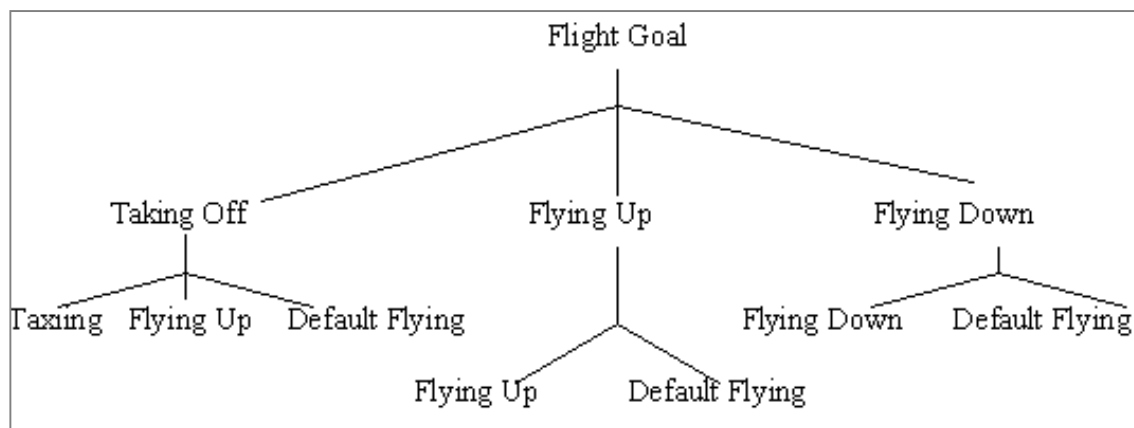 Flight Goal
Taking Off
Flying Up
Flying Down
Taxiing
Flying Up
Default Flying
Flying Down
Default Flying
Flying Up
Default Flying